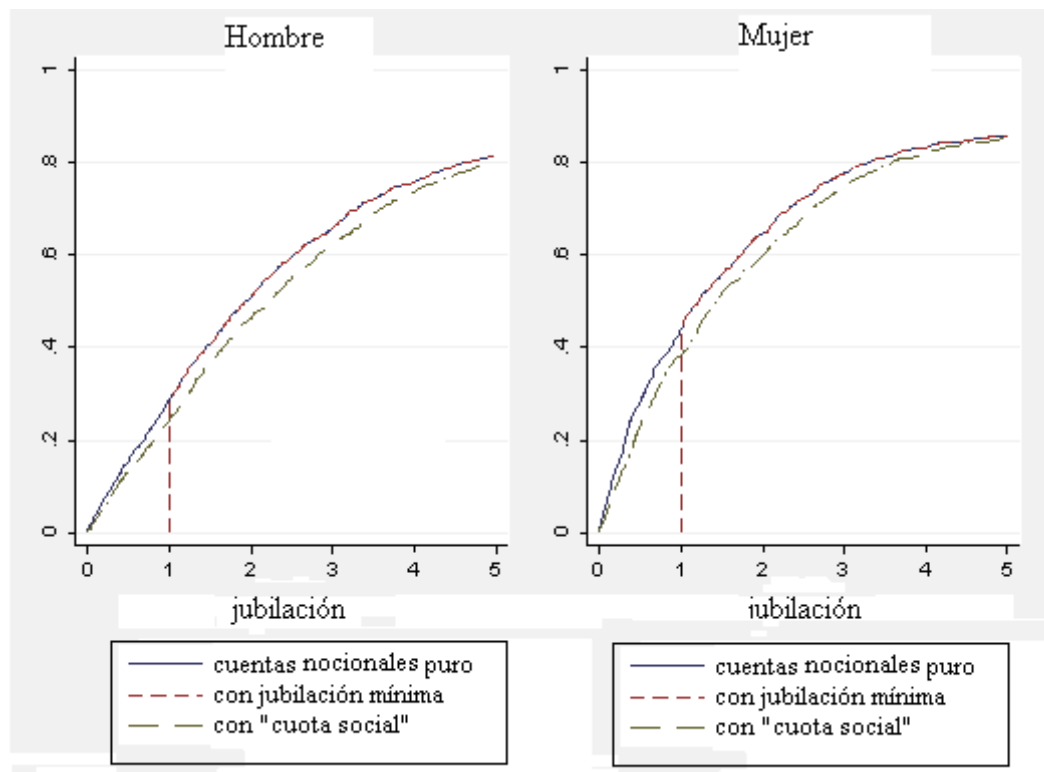 Hombre
1
.8
.6
.4
.2
0
0 1 2 3 4 5
jubilación
cuentas nocionales puro
con jubilación mínima
con "cuota social"
Mujer
1
.8
.6
.4
.2
0
0 1 2 3 4 5
jubilación
cuentas nocionales puro
con jubilación mínima
con "cuota social"